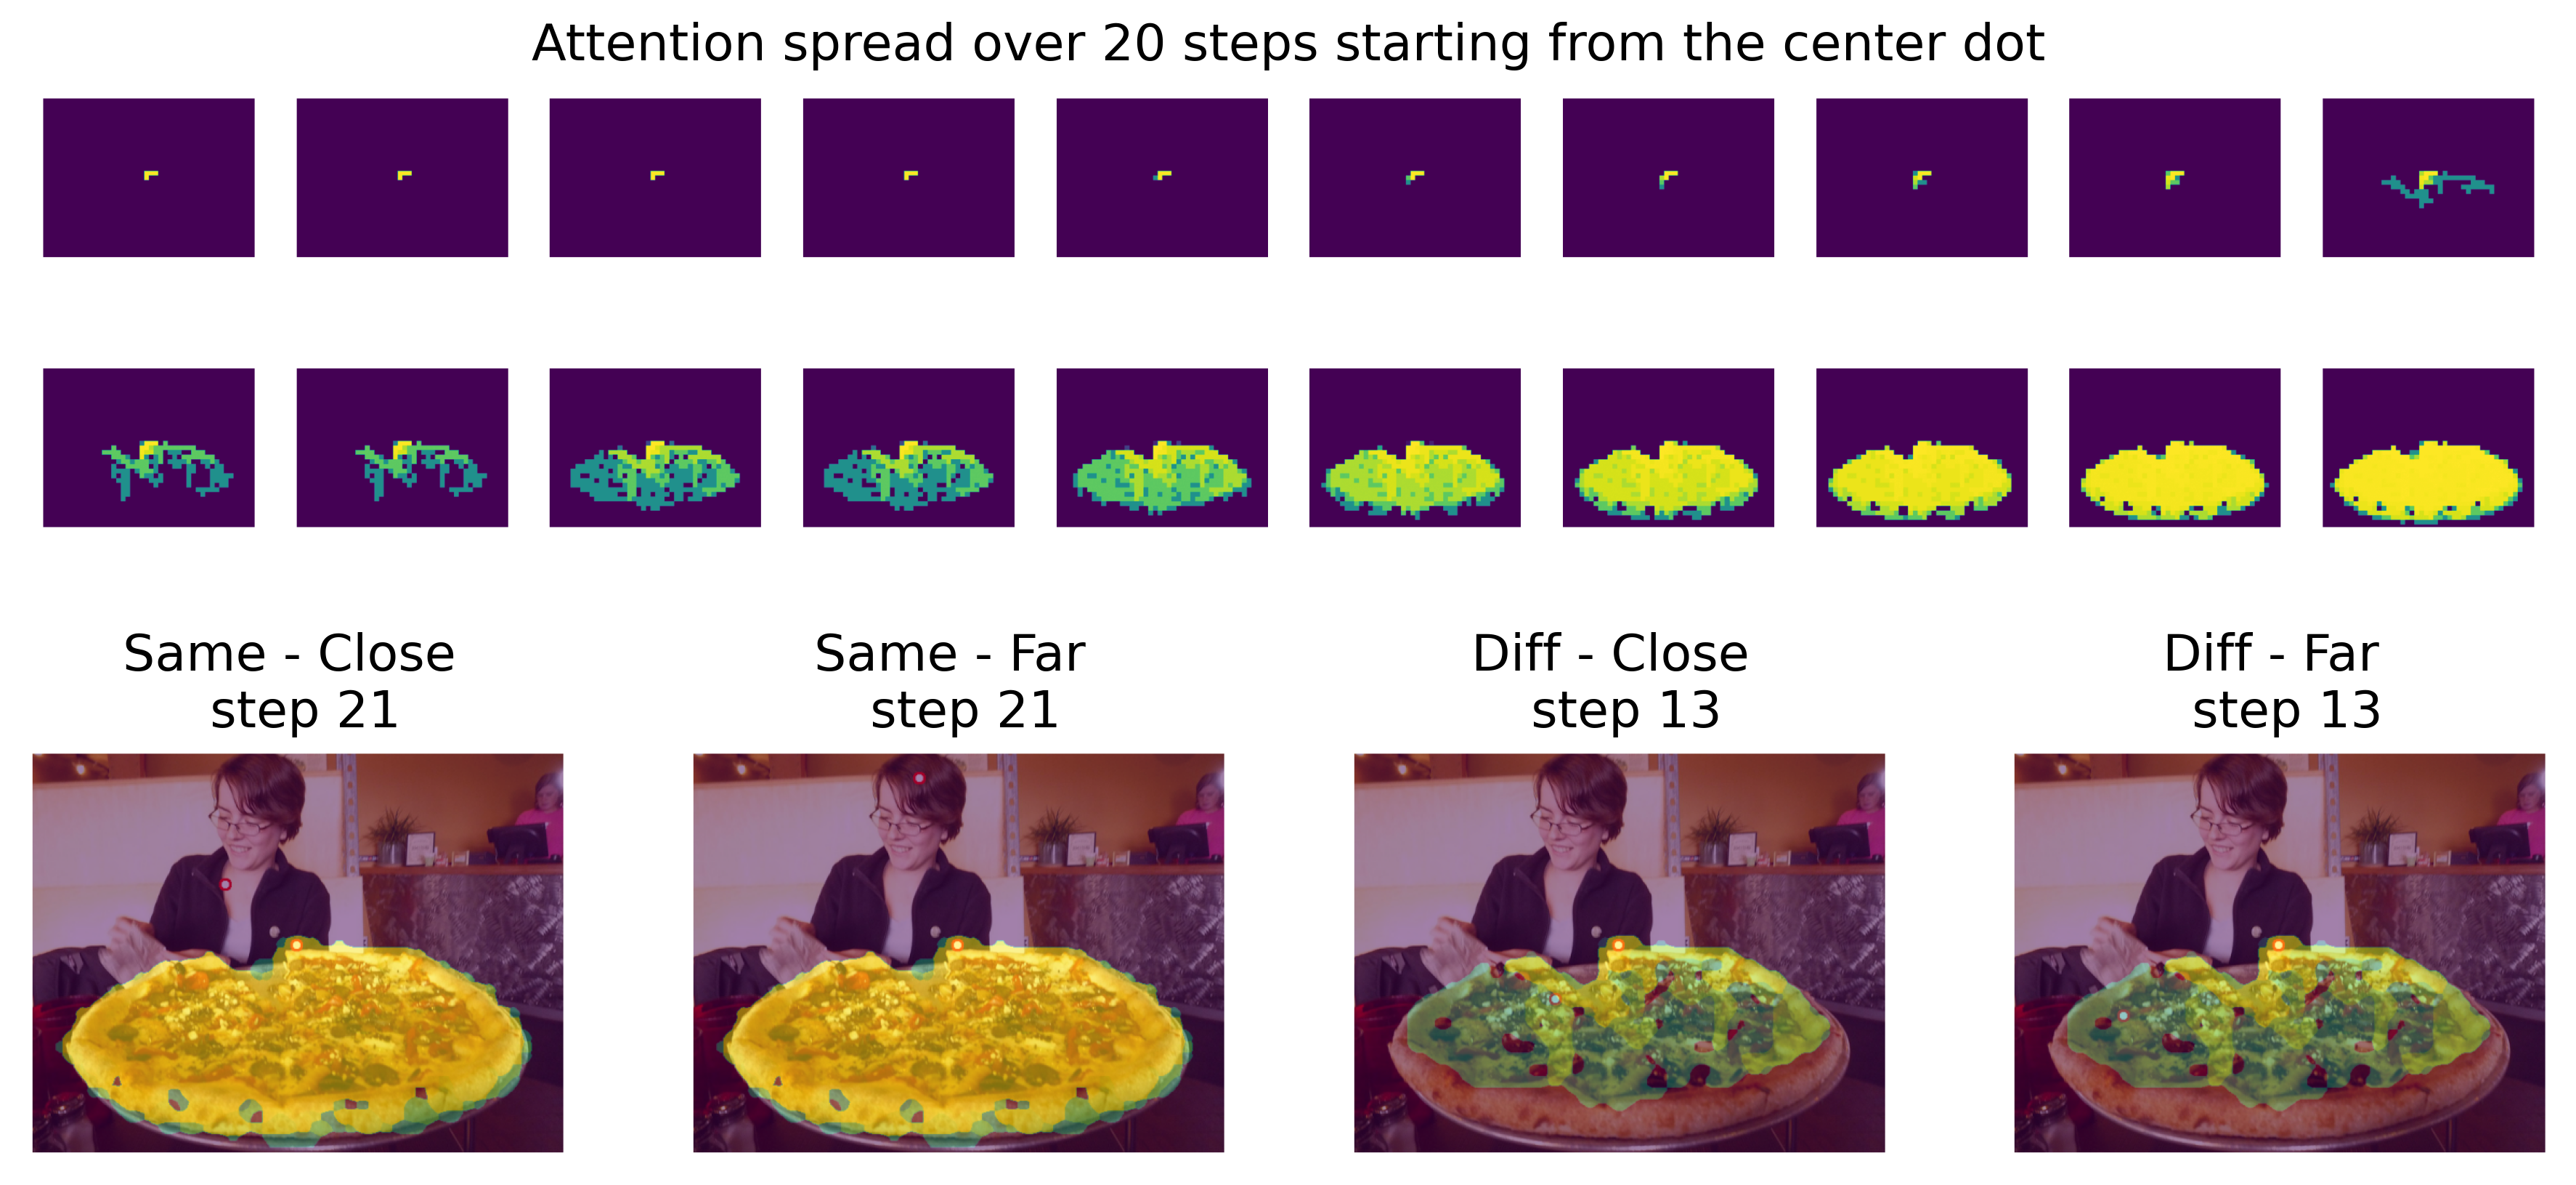 Attention spread over 20 steps starting from the center dot
Same - Close
step 21
Same - Far
step 21
Diff - Close
step 13
Diff - Far
step 13